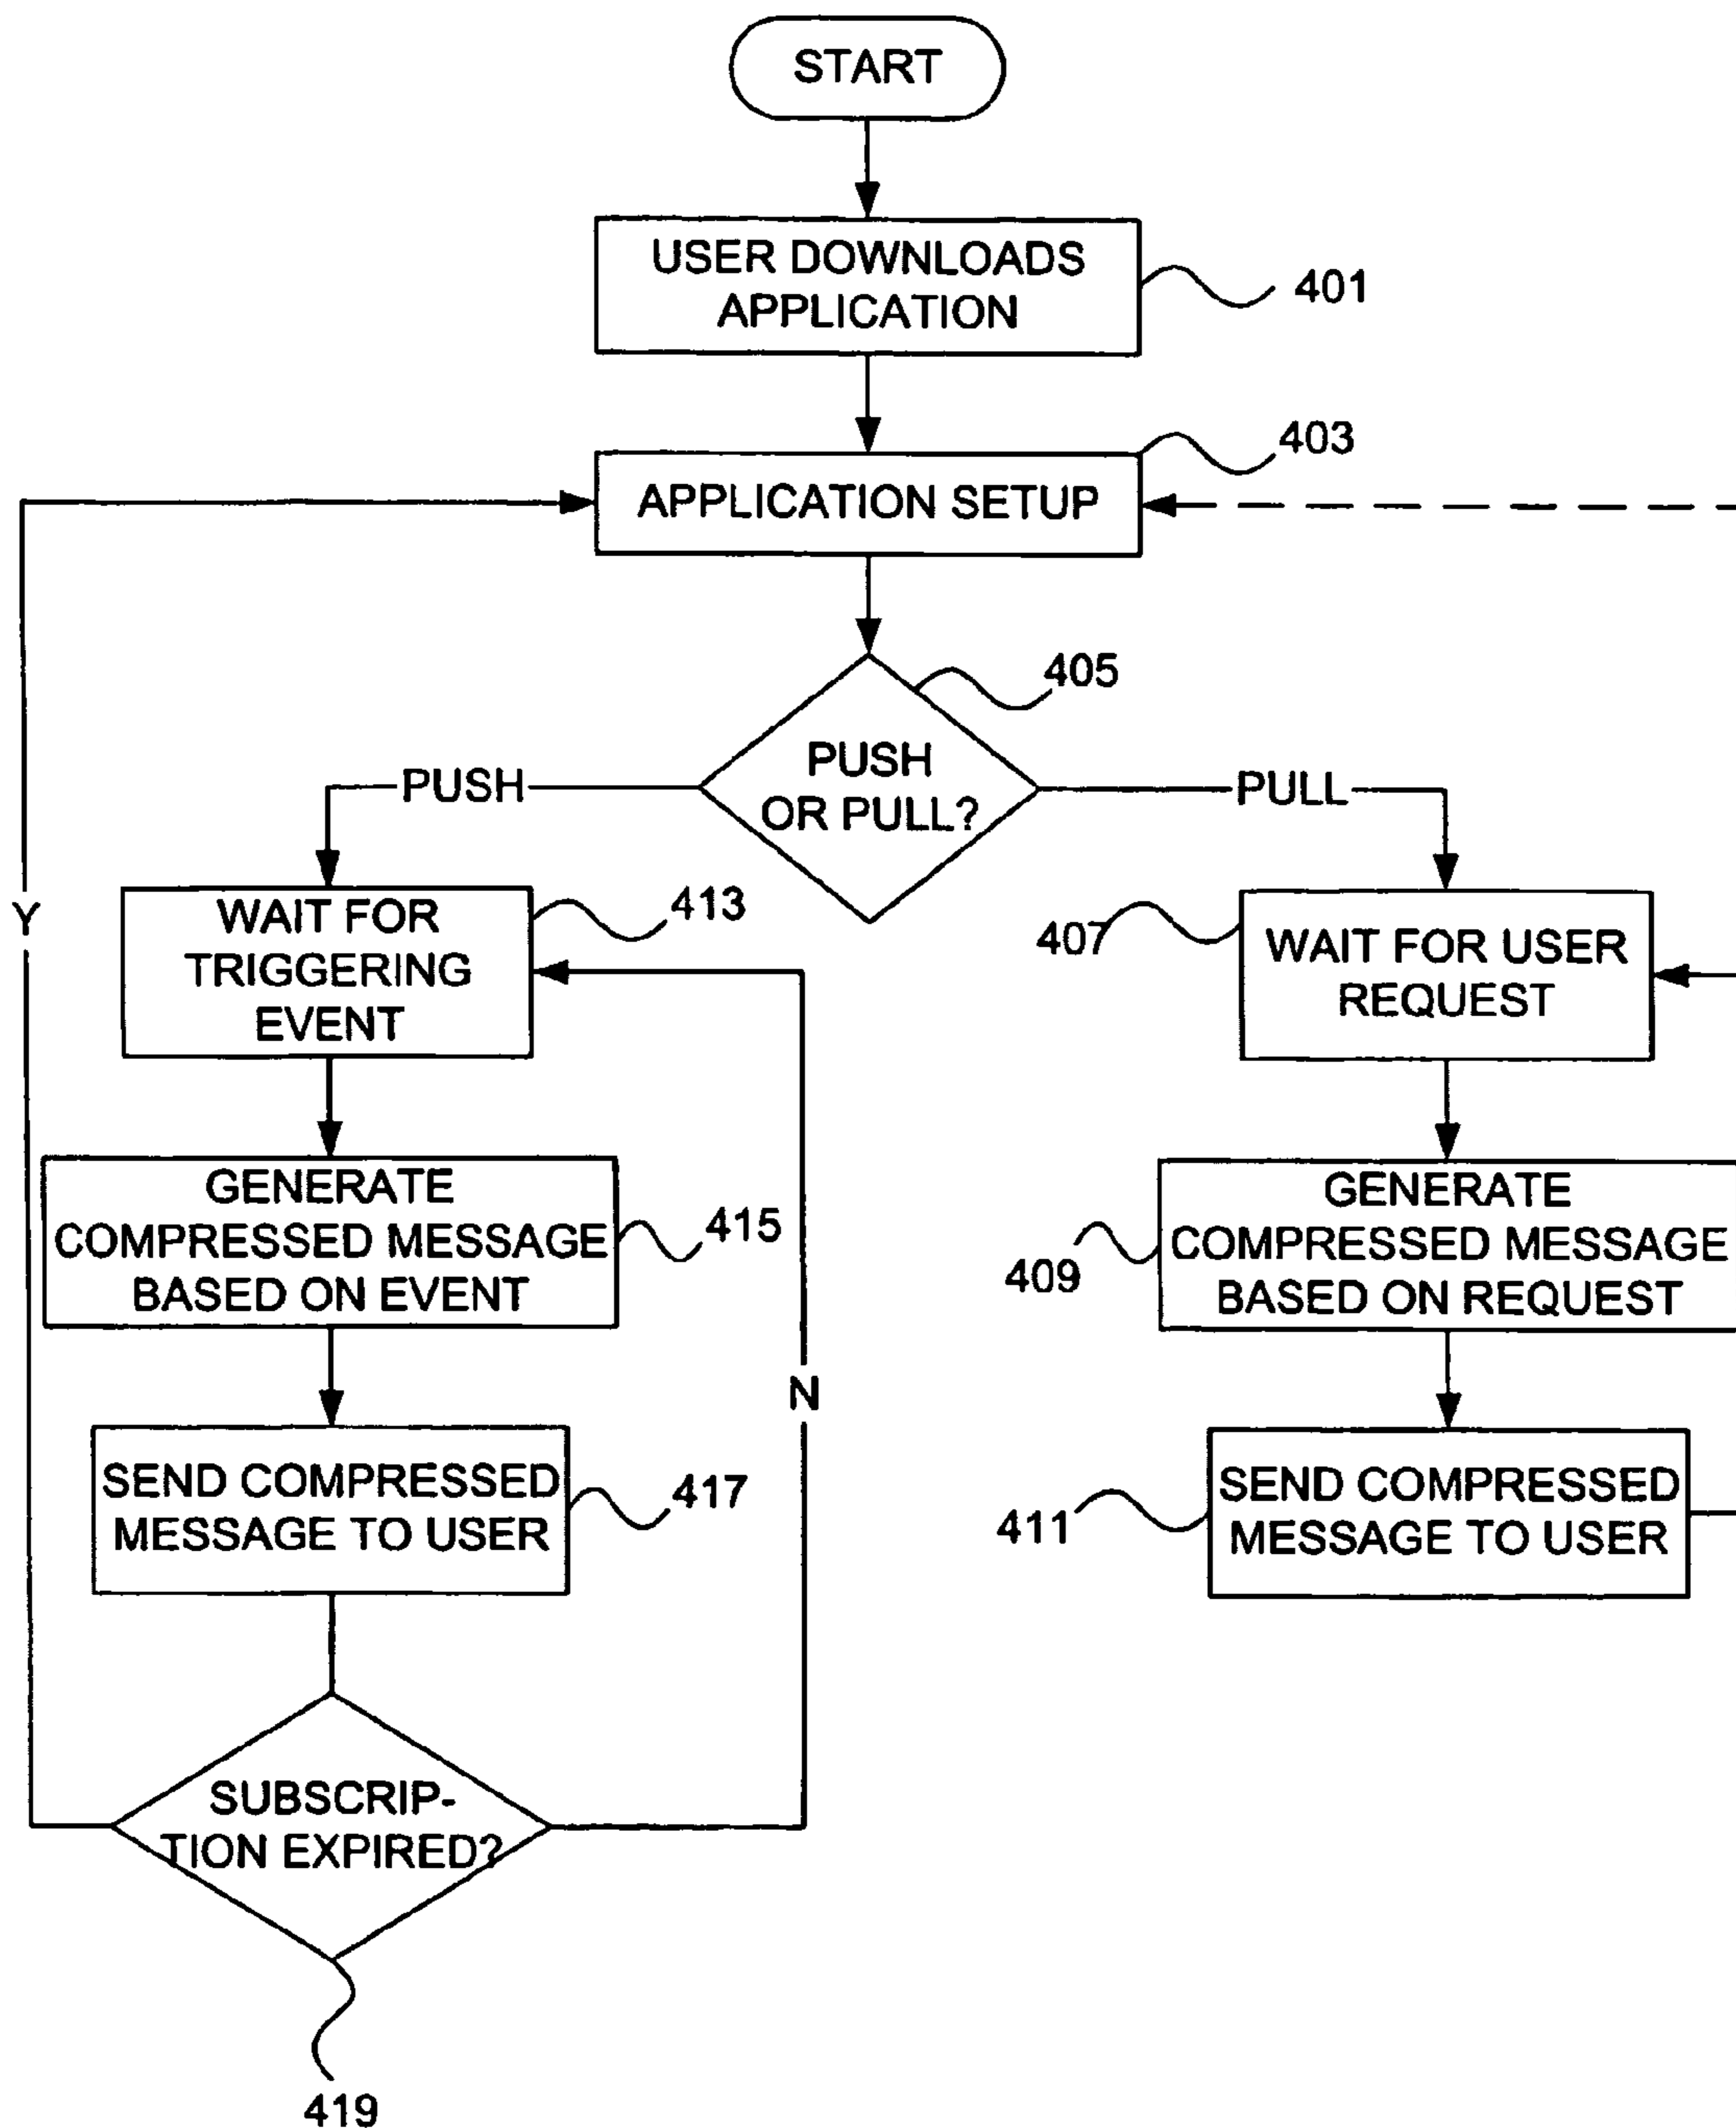 START
USER DOWNLOADS
APPLICATION
401
403
APPLICATION SETUP
405
PUSH
OR PULL?
PUSH
PULL
Y
WAIT FOR
TRIGGERING
EVENT
413
407
WAIT FOR USER
REQUEST
GENERATE
COMPRESSED MESSAGE
BASED ON EVENT
415
409
GENERATE
COMPRESSED MESSAGE
BASED ON REQUEST
N
SEND COMPRESSED
MESSAGE TO USER
417
411
SEND COMPRESSED
MESSAGE TO USER
SUBSCRIP-
TION EXPIRED?
419